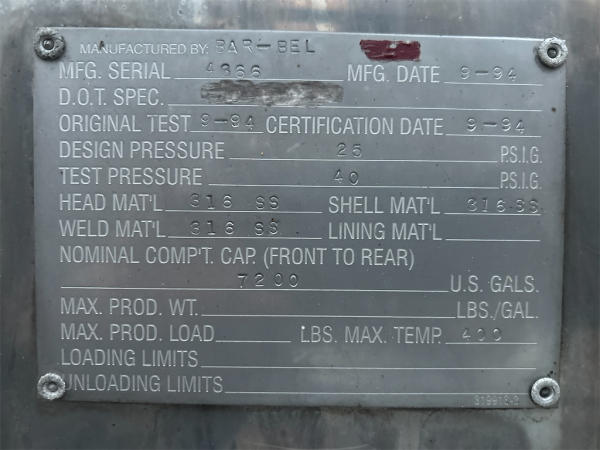 MANUFACTURED BY: BAR-BEL
MFG. SERIAL 4366 MFG. DATE 9-94
D.O.T. SPEC.
ORIGINAL TEST 9-94 CERTIFICATION DATE 9-94
DESIGN PRESSURE 25 P.S.I.G.
TEST PRESSURE 40 P.S.I.G.
HEAD MAT'L 316 SS SHELL MAT'L 316-SS
WELD MAT'L 316 SS LINING MAT'L
NOMINAL COMP'T. CAP. (FRONT TO REAR)
7200 U.S. GALS.
MAX. PROD. WT. LBS./GAL.
MAX. PROD. LOAD LBS. MAX. TEMP. 400
LOADING LIMITS
UNLOADING LIMITS